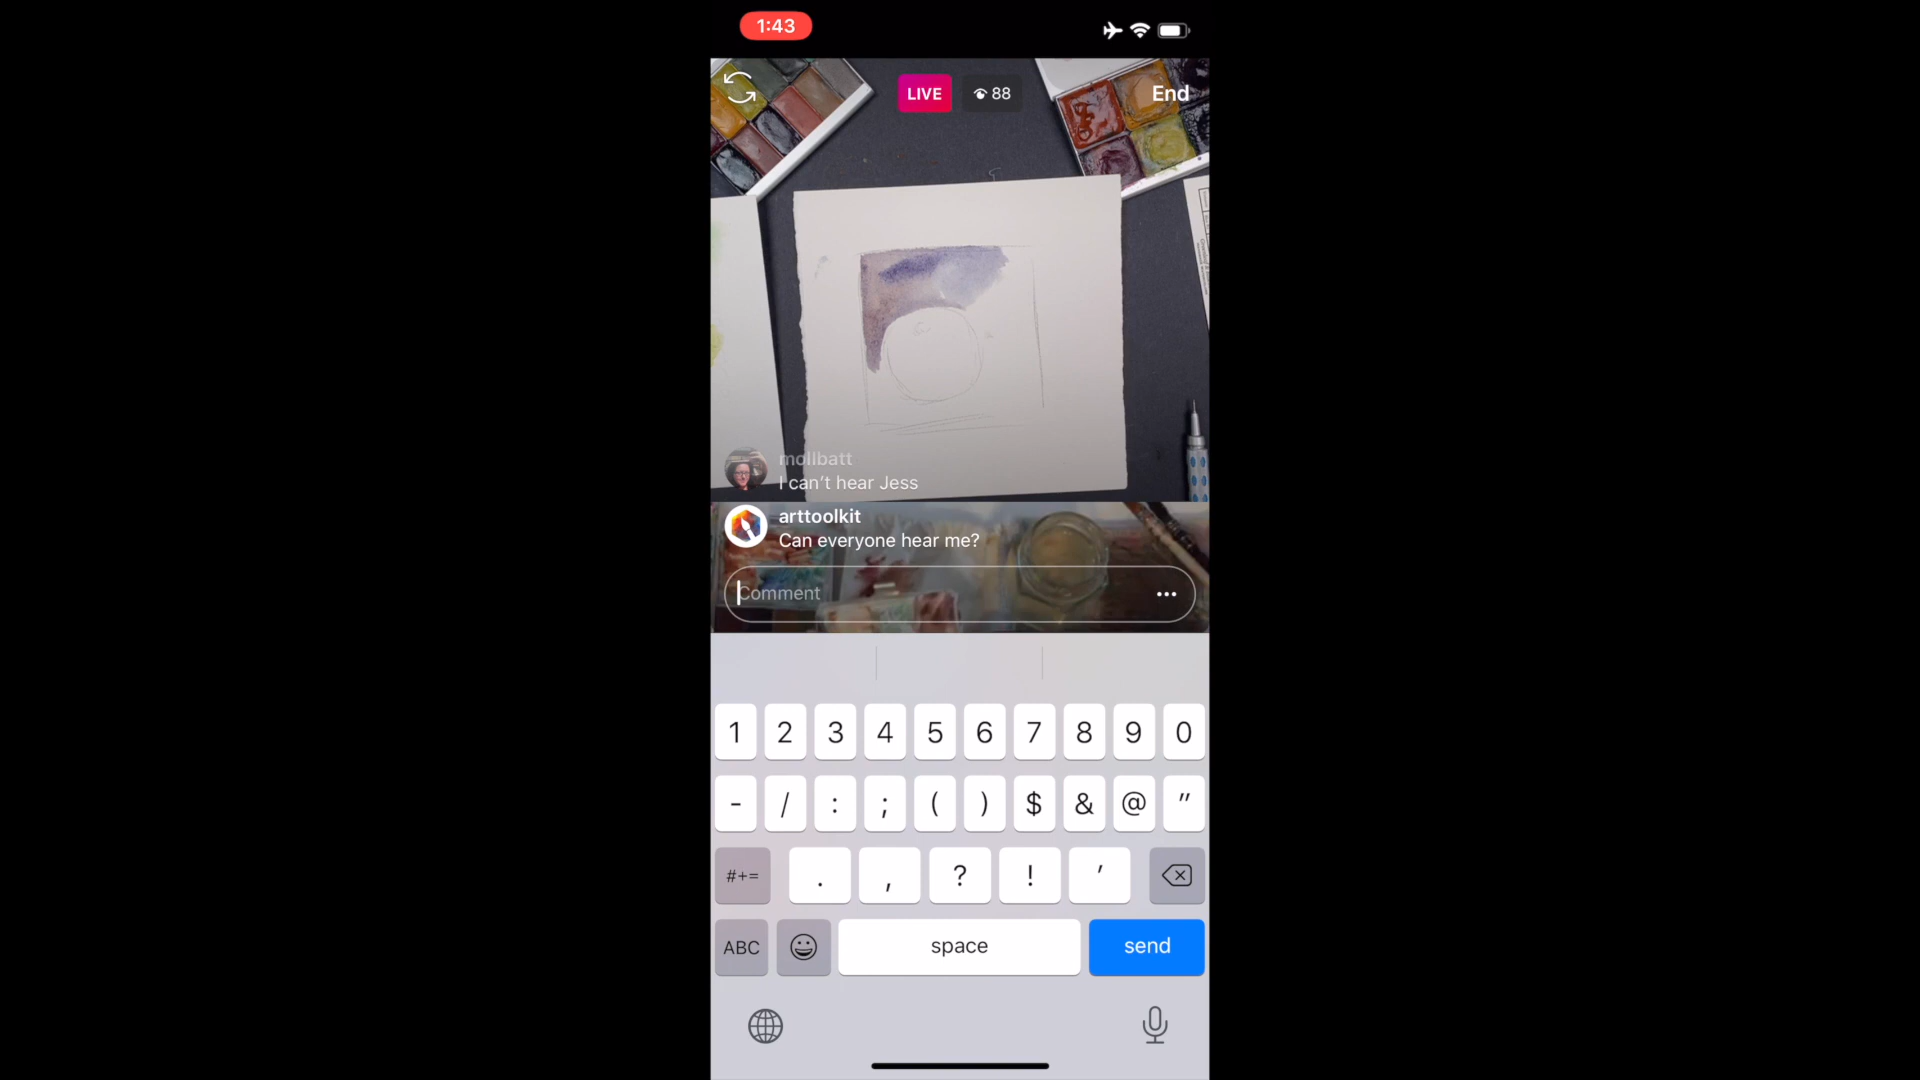 1:43
LIVE
88
End
mollbatt
I can't hear Jess
arttoolkit
Can everyone hear me?
Comment
1 2 3 4 5 6 7 8 9 0
- / : ; ( ) $ & @ "
#+= . , ? ! '
ABC space send